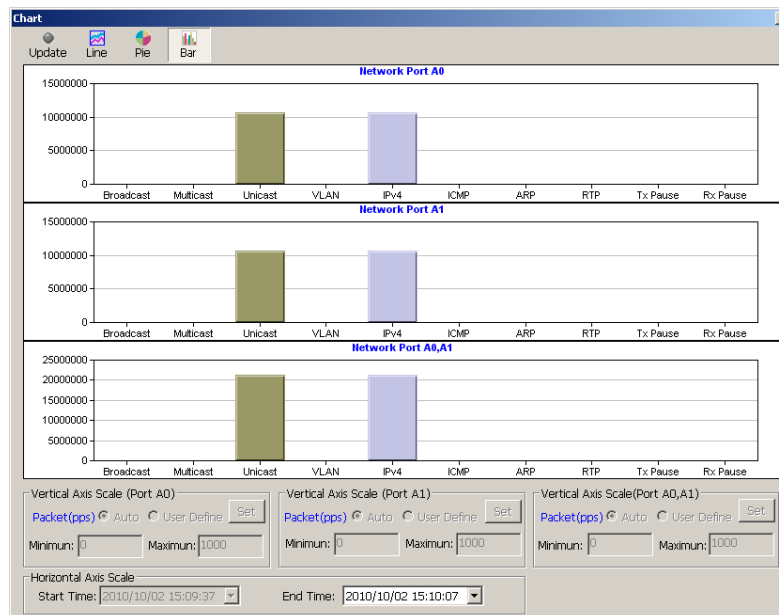 Chart
Update Line Pie Bar
Network Port A0
15000000
10000000
5000000
0
Broadcast Multicast Unicast VLAN IPv4 ICMP ARP RTP Tx Pause Rx Pause
Network Port A1
15000000
10000000
5000000
0
Broadcast Multicast Unicast VLAN IPv4 ICMP ARP RTP Tx Pause Rx Pause
Network Port A0,A1
25000000
20000000
15000000
10000000
5000000
0
Broadcast Multicast Unicast VLAN IPv4 ICMP ARP RTP Tx Pause Rx Pause
Vertical Axis Scale (Port A0)
Packet(pps) Auto User Define Set
Minimun: 0 Maximun: 1000
Vertical Axis Scale (Port A1)
Packet(pps) Auto User Define Set
Minimun: 0 Maximun: 1000
Vertical Axis Scale(Port A0,A1)
Packet(pps) Auto User Define Set
Minimun: 0 Maximun: 1000
Horizontal Axis Scale
Start Time: 2010/10/02 15:09:37 End Time: 2010/10/02 15:10:07